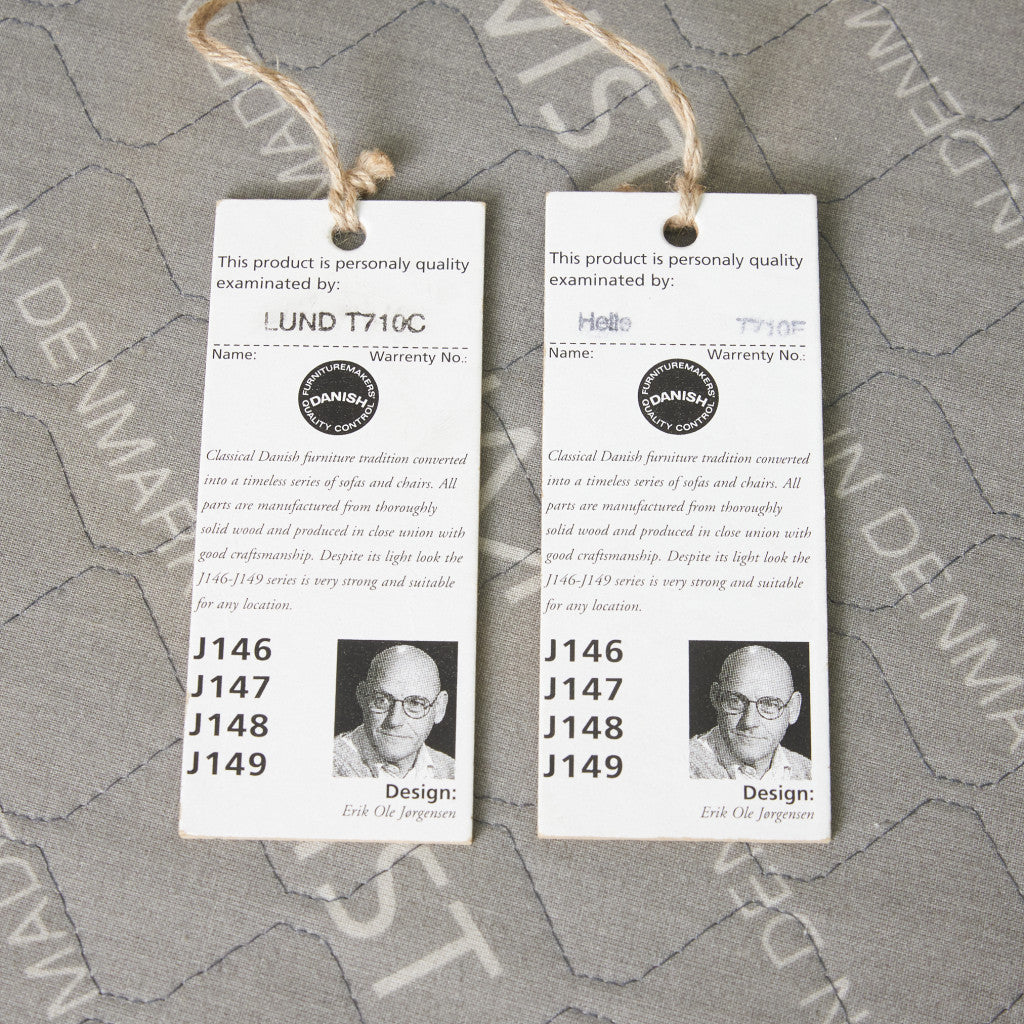 This product is personaly quality
examinated by:
LUND T710C
Name: Warrenty No.:
FURNITUREMAKERS'
DANISH
QUALITY CONTROL
Classical Danish furniture tradition converted
into a timeless series of sofas and chairs. All
parts are manufactured from thoroughly
solid wood and produced in close union with
good craftsmanship. Despite its light look the
J146-J149 series is very strong and suitable
for any location.
J146
J147
J148
J149
Design:
Erik Ole Jørgensen
This product is personaly quality
examinated by:
Helle T710E
Name: Warrenty No.:
FURNITUREMAKERS'
DANISH
QUALITY CONTROL
Classical Danish furniture tradition converted
into a timeless series of sofas and chairs. All
parts are manufactured from thoroughly
solid wood and produced in close union with
good craftsmanship. Despite its light look the
J146-J149 series is very strong and suitable
for any location.
J146
J147
J148
J149
Design:
Erik Ole Jørgensen
MADE
IN DENMAR
IN DENMA